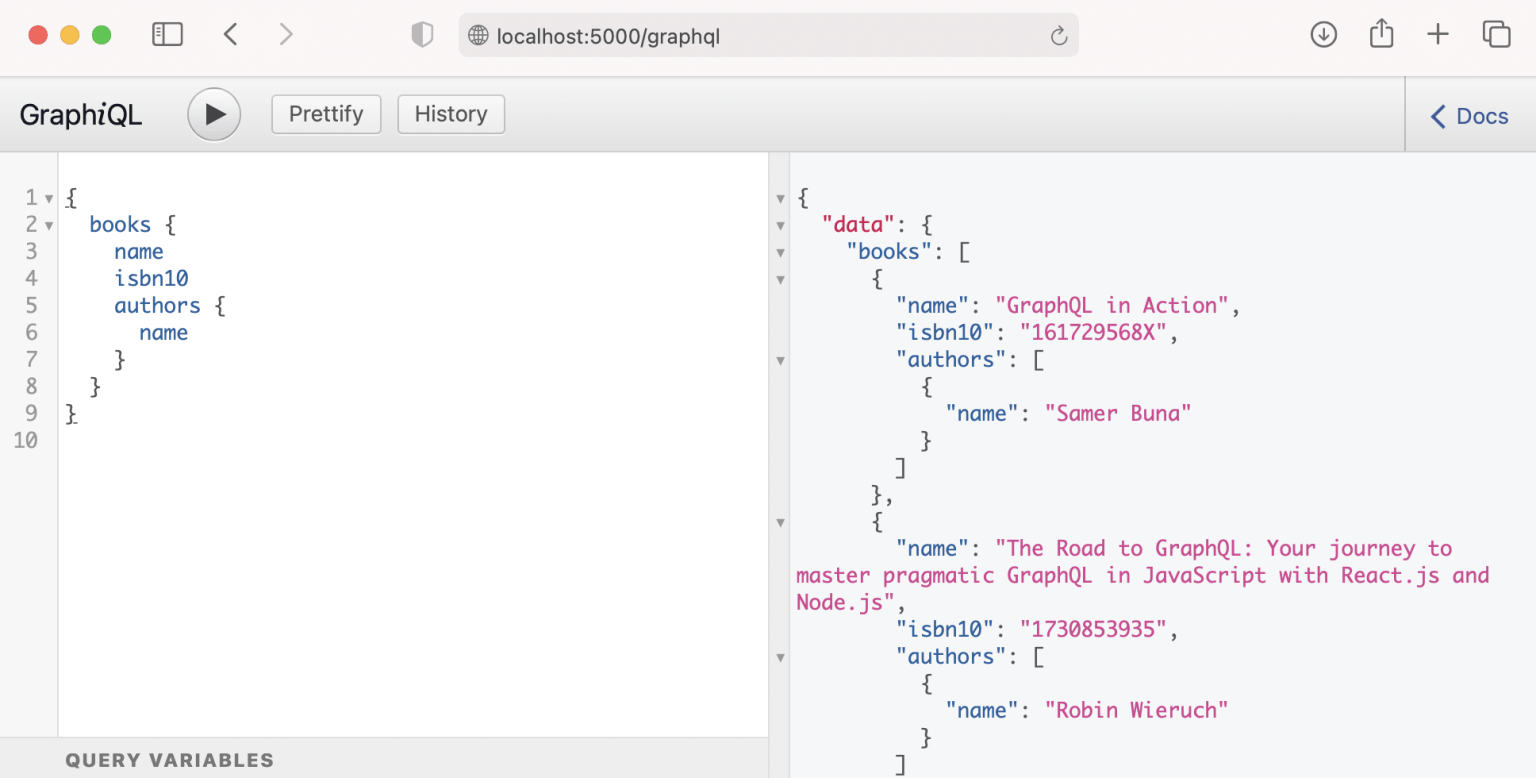 localhost:5000/graphql
GraphiQL
Prettify
History
Docs
1 {
2   books {
3     name
4     isbn10
5     authors {
6       name
7     }
8   }
9 }
10
QUERY VARIABLES
{
  "data": {
    "books": [
      {
        "name": "GraphQL in Action",
        "isbn10": "161729568X",
        "authors": [
          {
            "name": "Samer Buna"
          }
        ]
      },
      {
        "name": "The Road to GraphQL: Your journey to
master pragmatic GraphQL in JavaScript with React.js and
Node.js",
        "isbn10": "1730853935",
        "authors": [
          {
            "name": "Robin Wieruch"
          }
        ]